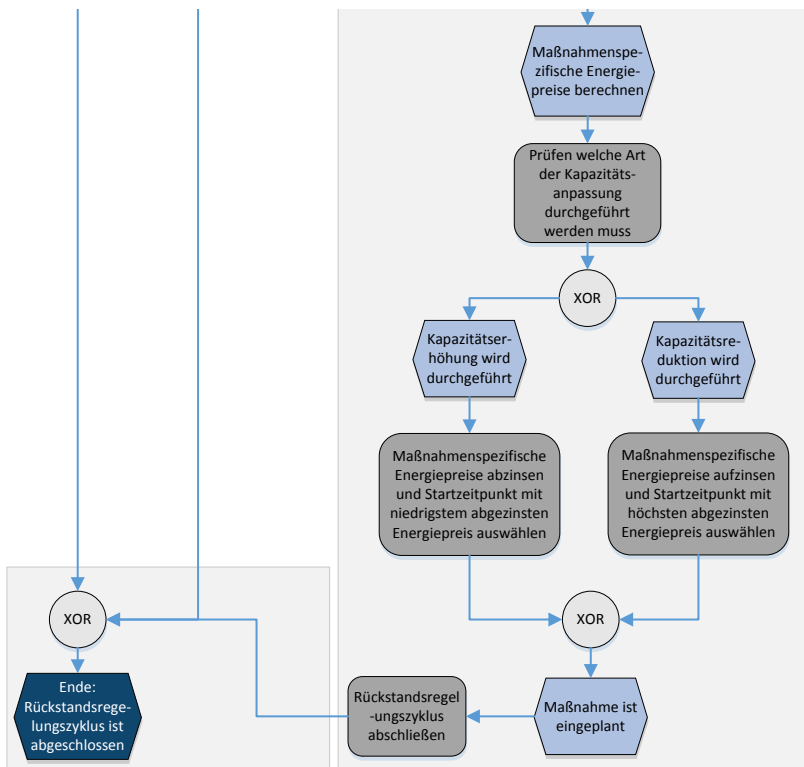 Maßnahmenspe-
zifische Energie-
preise berechnen
Prüfen welche Art
der Kapazitäts-
anpassung
durchgeführt
werden muss
XOR
Kapazitätser-
höhung wird
durchgeführt
Kapazitätsre-
duktion wird
durchgeführt
Maßnahmenspezifische
Energiepreise abzinsen
und Startzeitpunkt mit
niedrigstem abgezinsten
Energiepreis auswählen
Maßnahmenspezifische
Energiepreise aufzinsen
und Startzeitpunkt mit
höchsten abgezinsten
Energiepreis auswählen
XOR
XOR
Maßnahme ist
eingeplant
Rückstandsregel
-ungszyklus
abschließen
Ende:
Rückstandsrege-
lungszyklus ist
abgeschlossen